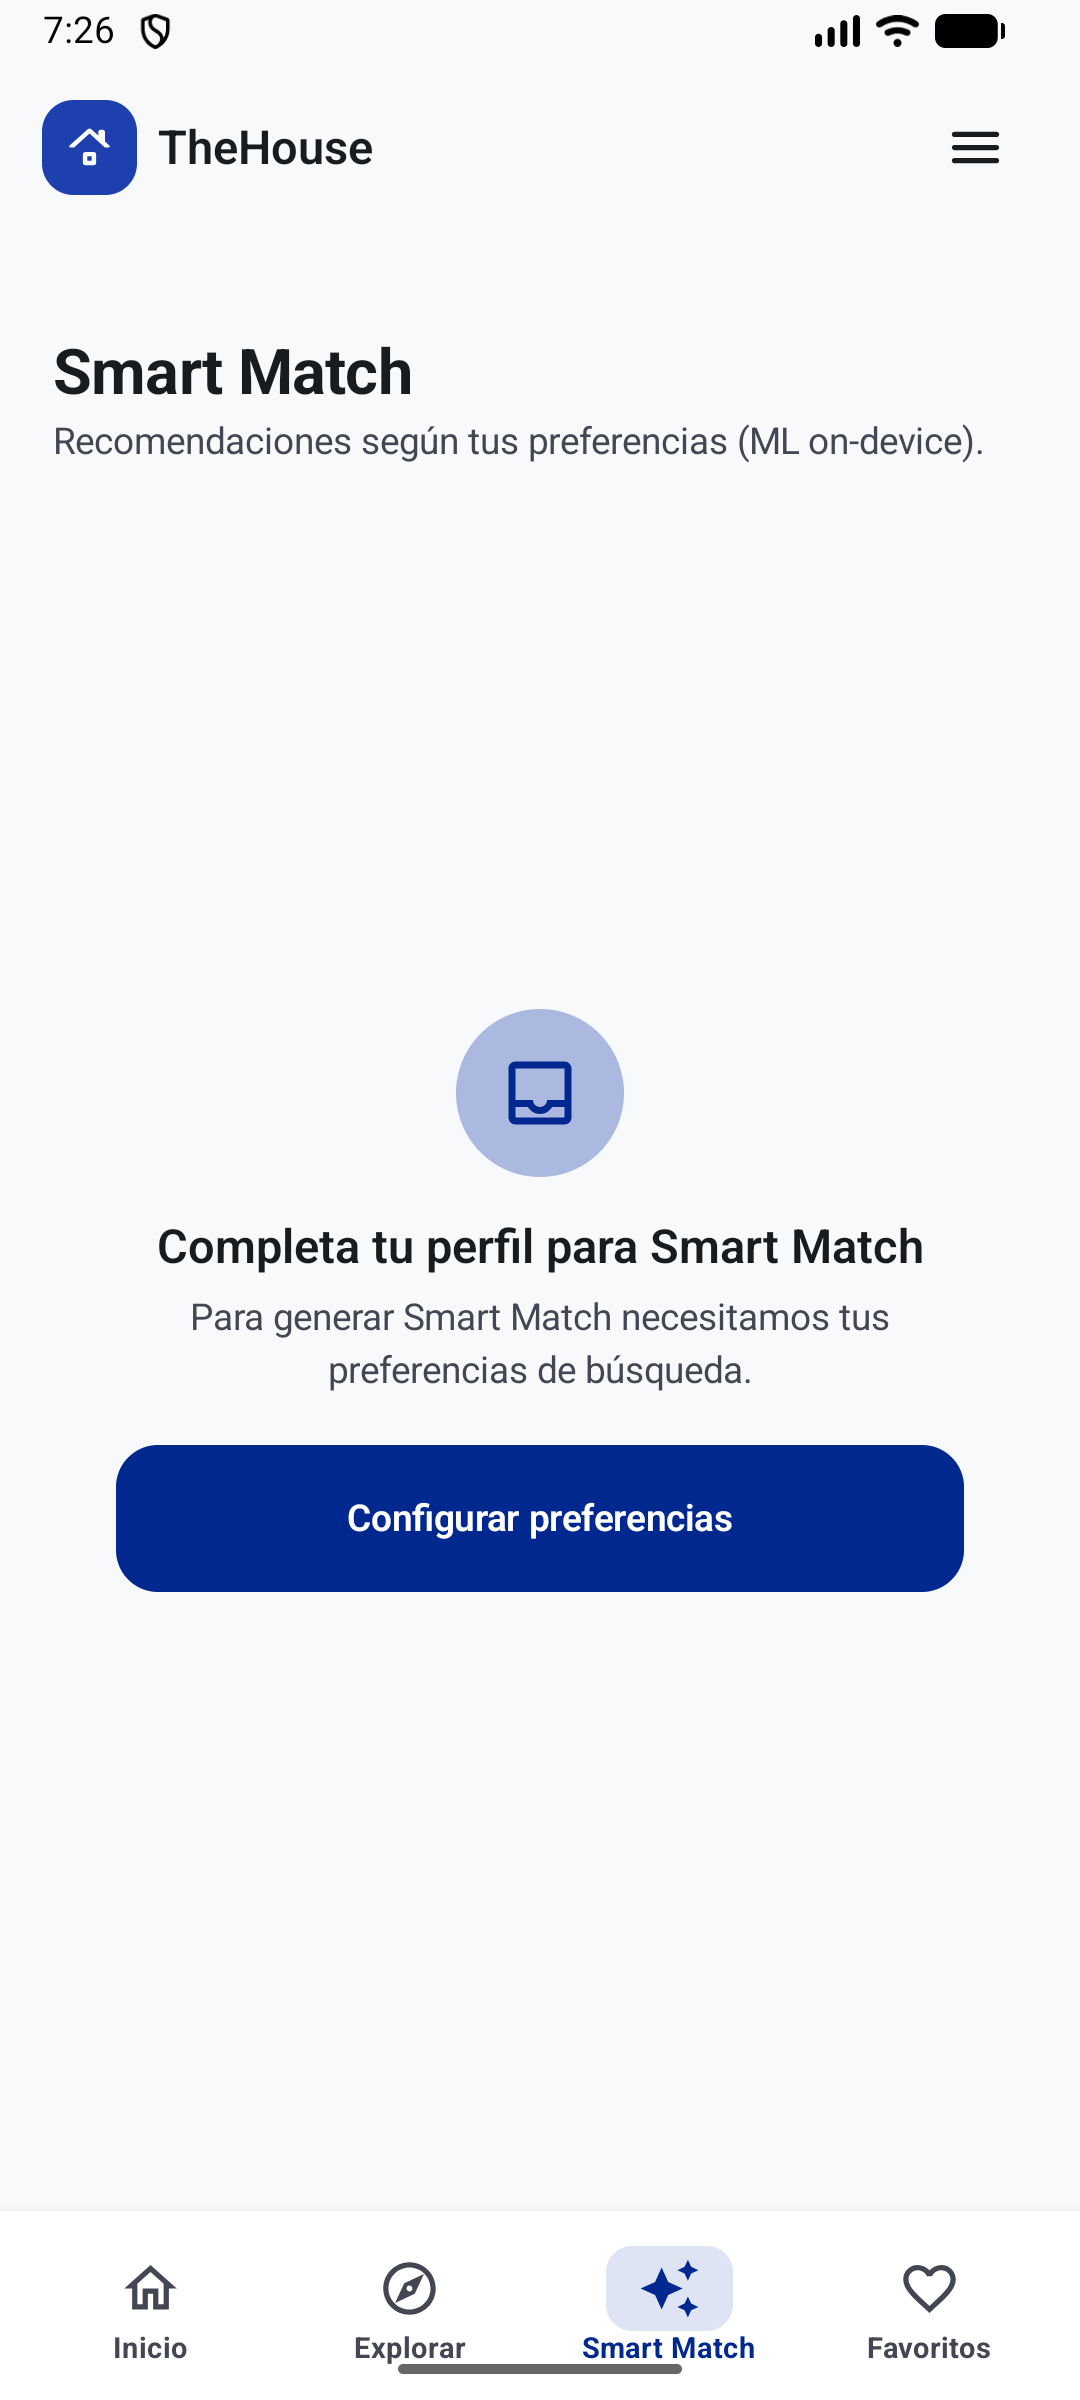 7:26
TheHouse
Smart Match
Recomendaciones según tus preferencias (ML on-device).
Completa tu perfil para Smart Match
Para generar Smart Match necesitamos tus
preferencias de búsqueda.
Configurar preferencias
Inicio
Explorar
Smart Match
Favoritos